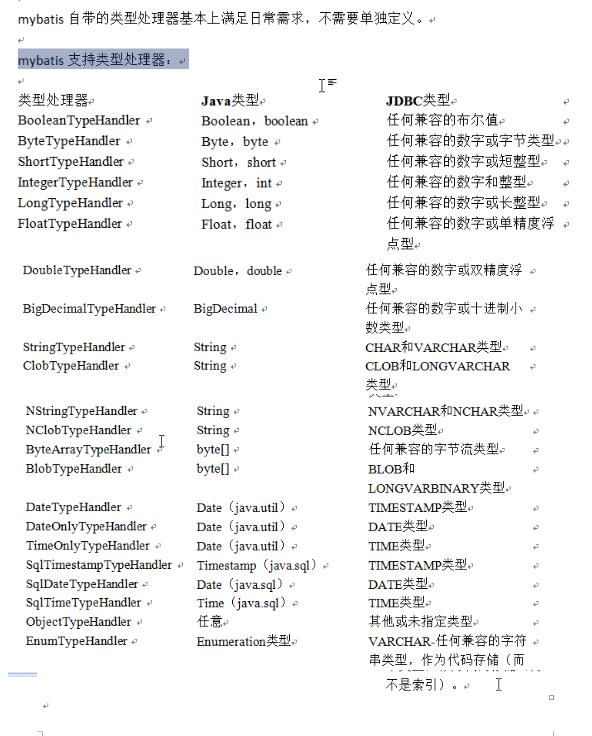 mybatis 自带的类型处理器基本上满足日常需求，不需要单独定义。
mybatis 支持类型处理器：
类型处理器 Java类型 JDBC类型
BooleanTypeHandler Boolean，boolean 任何兼容的布尔值
ByteTypeHandler Byte，byte 任何兼容的数字或字节类型
ShortTypeHandler Short，short 任何兼容的数字或短整型
IntegerTypeHandler Integer，int 任何兼容的数字和整型
LongTypeHandler Long，long 任何兼容的数字或长整型
FloatTypeHandler Float，float 任何兼容的数字或单精度浮
点型
DoubleTypeHandler Double，double 任何兼容的数字或双精度浮
点型
BigDecimalTypeHandler BigDecimal 任何兼容的数字或十进制小
数类型
StringTypeHandler String CHAR和VARCHAR类型
ClobTypeHandler String CLOB和LONGVARCHAR
类型
NStringTypeHandler String NVARCHAR和NCHAR类型
NClobTypeHandler String NCLOB类型
ByteArrayTypeHandler byte[] 任何兼容的字节流类型
BlobTypeHandler byte[] BLOB和
LONGVARBINARY类型
DateTypeHandler Date（java.util） TIMESTAMP类型
DateOnlyTypeHandler Date（java.util） DATE类型
TimeOnlyTypeHandler Date（java.util） TIME类型
SqlTimestampTypeHandler Timestamp（java.sql） TIMESTAMP类型
SqlDateTypeHandler Date（java.sql） DATE类型
SqlTimeTypeHandler Time（java.sql） TIME类型
ObjectTypeHandler 任意 其他或未指定类型
EnumTypeHandler Enumeration类型 VARCHAR-任何兼容的字符
串类型，作为代码存储（而
不是索引）。